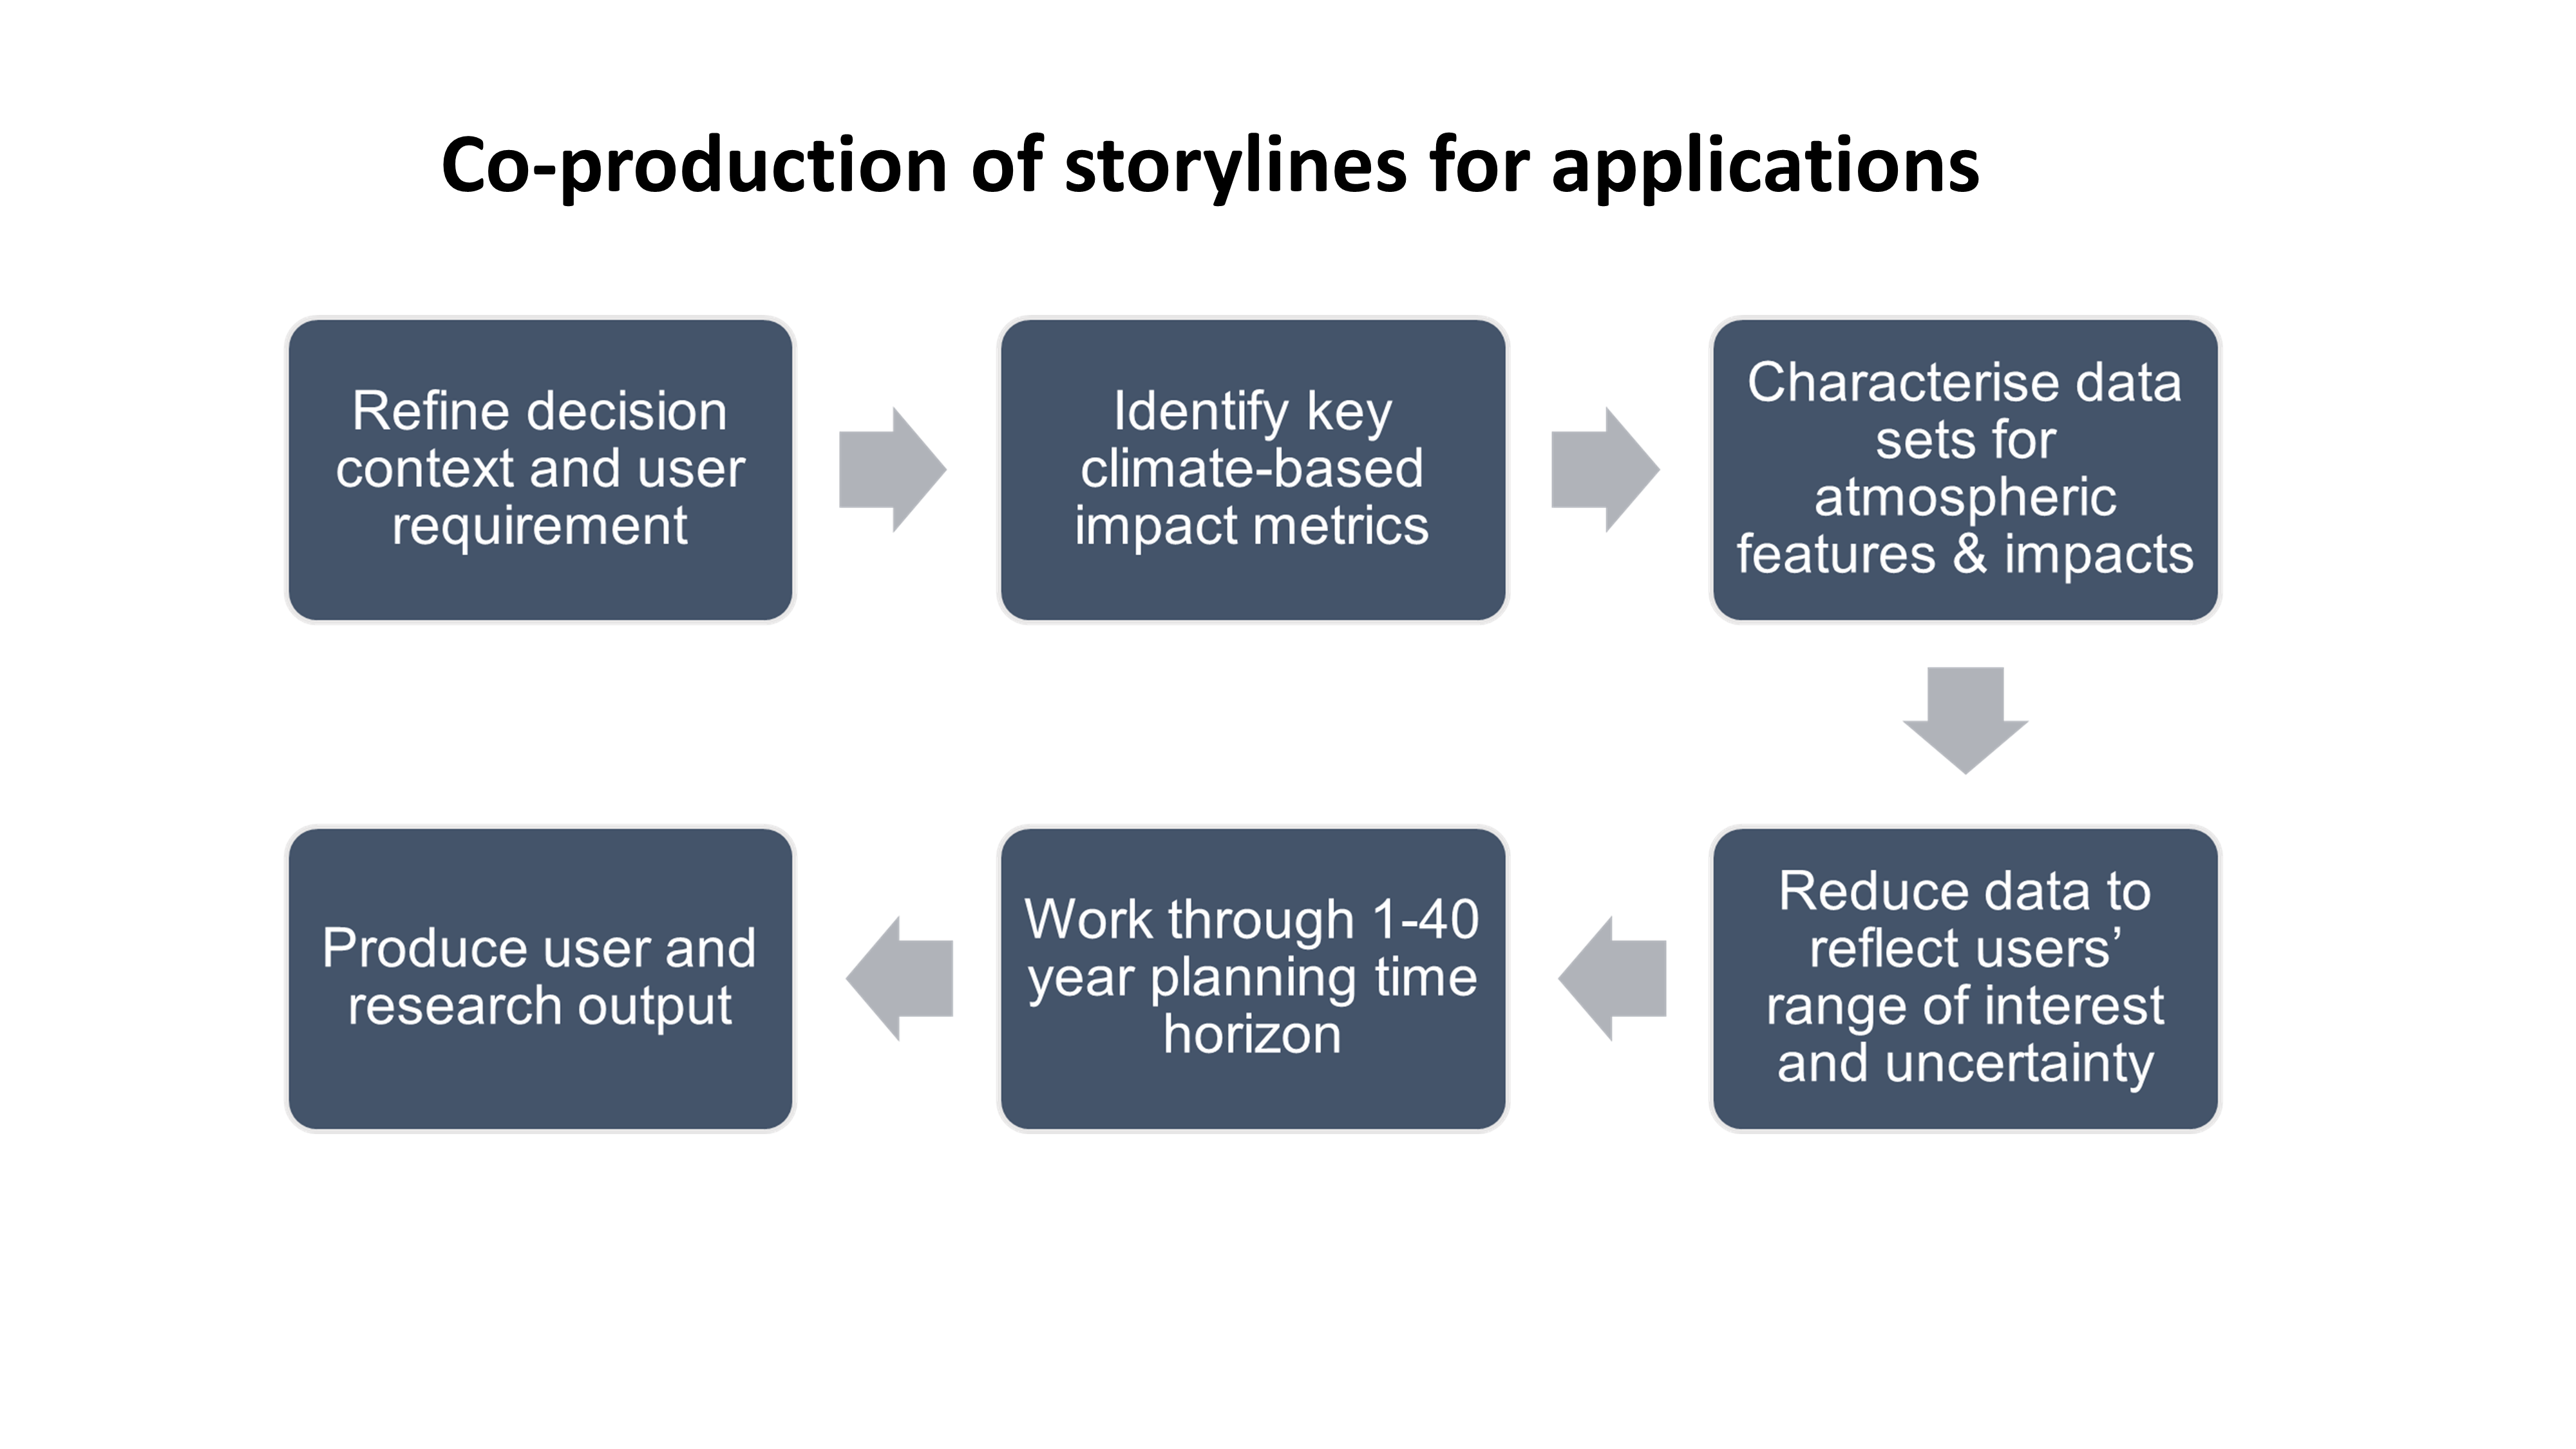 Co-production of storylines for applications
Refine decision
context and user
requirement
Identify key
climate-based
impact metrics
Characterise data
sets for
atmospheric
features & impacts
Reduce data to
reflect users’
range of interest
and uncertainty
Work through 1-40
year planning time
horizon
Produce user and
research output